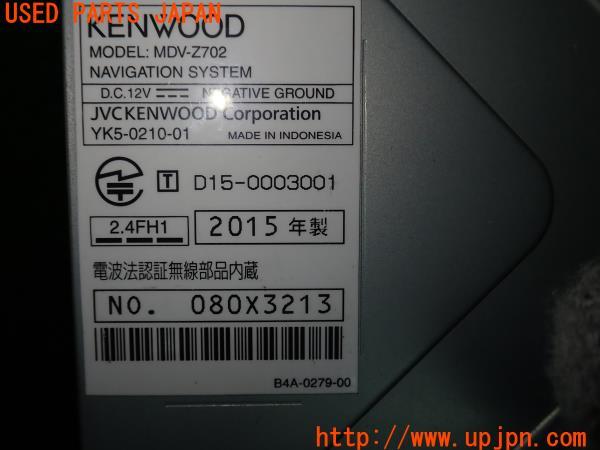 USED PARTS JAPAN
KENWOOD
MODEL: MDV-Z702
NAVIGATION SYSTEM
D.C.12V NEGATIVE GROUND
JVCKENWOOD Corporation
YK5-0210-01 MADE IN INDONESIA
T D15-0003001
2.4FH1 2015 年製
電波法認証無線部品内蔵
NO. 080X3213
B4A-0279-00
http://www.upjpn.com/